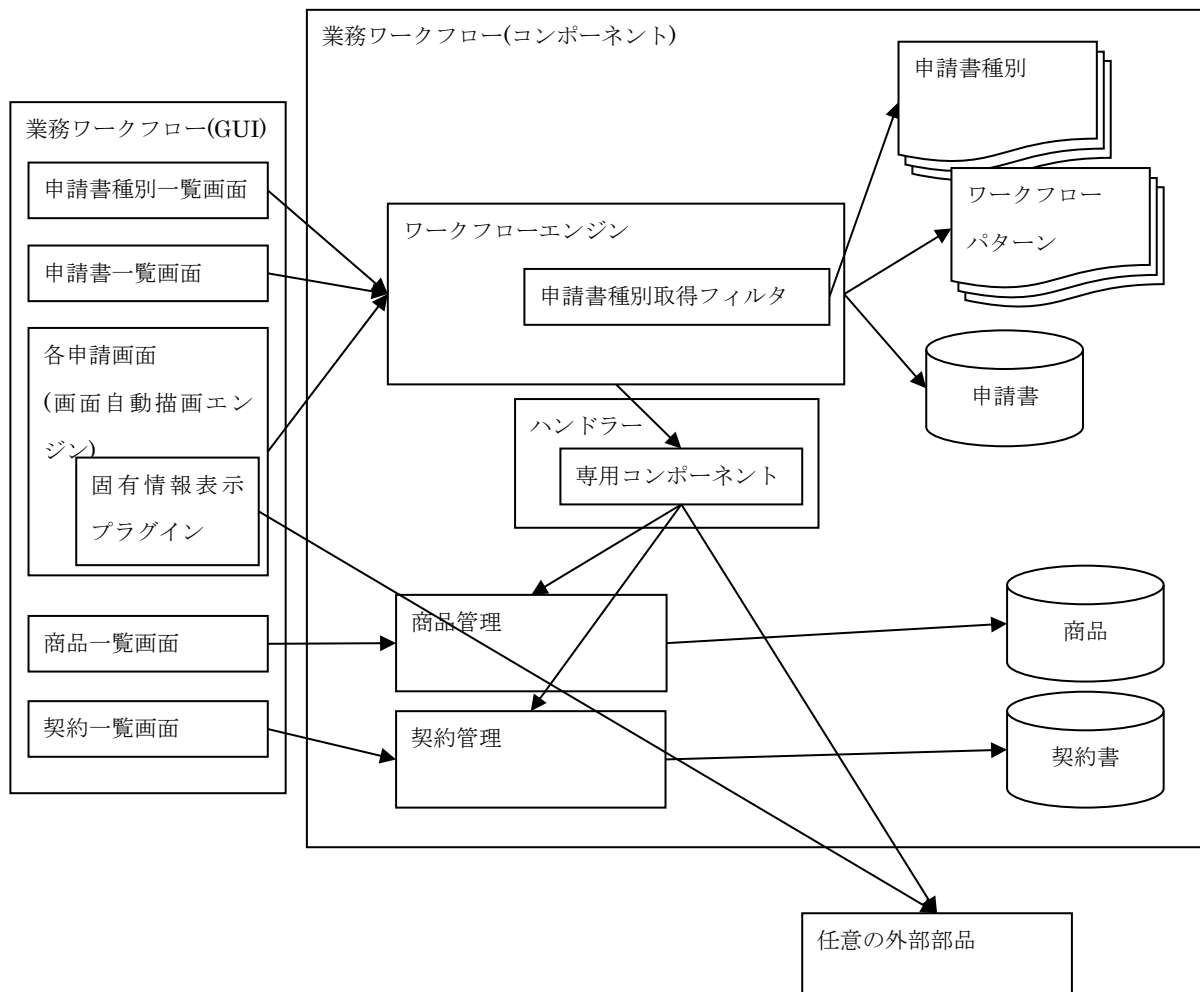 業務ワークフロー(コンポーネント)
申請書種別
業務ワークフロー(GUI)
申請書種別一覧画面
ワークフロー
パターン
ワークフローエンジン
申請書一覧画面
申請書種別取得フィルタ
各申請画面
(画面自動描画エン
ジン)
申請書
ハンドラー
専用コンポーネント
固有情報表示
プラグイン
商品一覧画面
商品管理
商品
契約一覧画面
契約管理
契約書
任意の外部部品